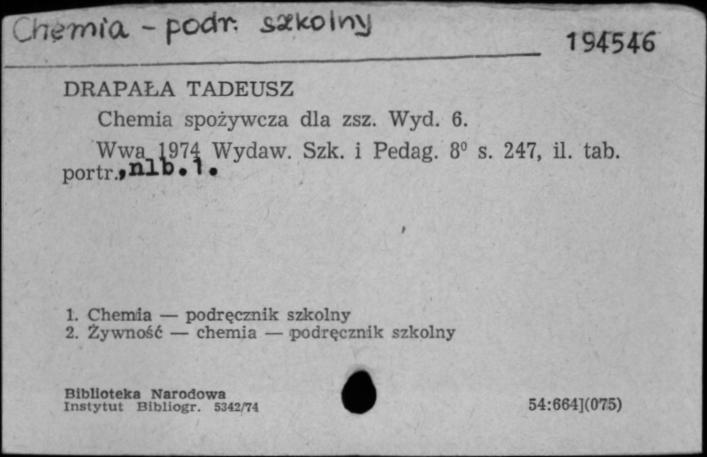 Chemia - podr. szkolny
194546
DRAPAŁA TADEUSZ
Chemia spożywcza dla zsz. Wyd. 6.
Wwa 1974 Wydaw. Szk. i Pedag. 8⁰ s. 247, il. tab.
portr., nlb. 1.
1. Chemia — podręcznik szkolny
2. Żywność — chemia — podręcznik szkolny
Biblioteka Narodowa
Instytut Bibliogr. 5342/74
54:664](075)